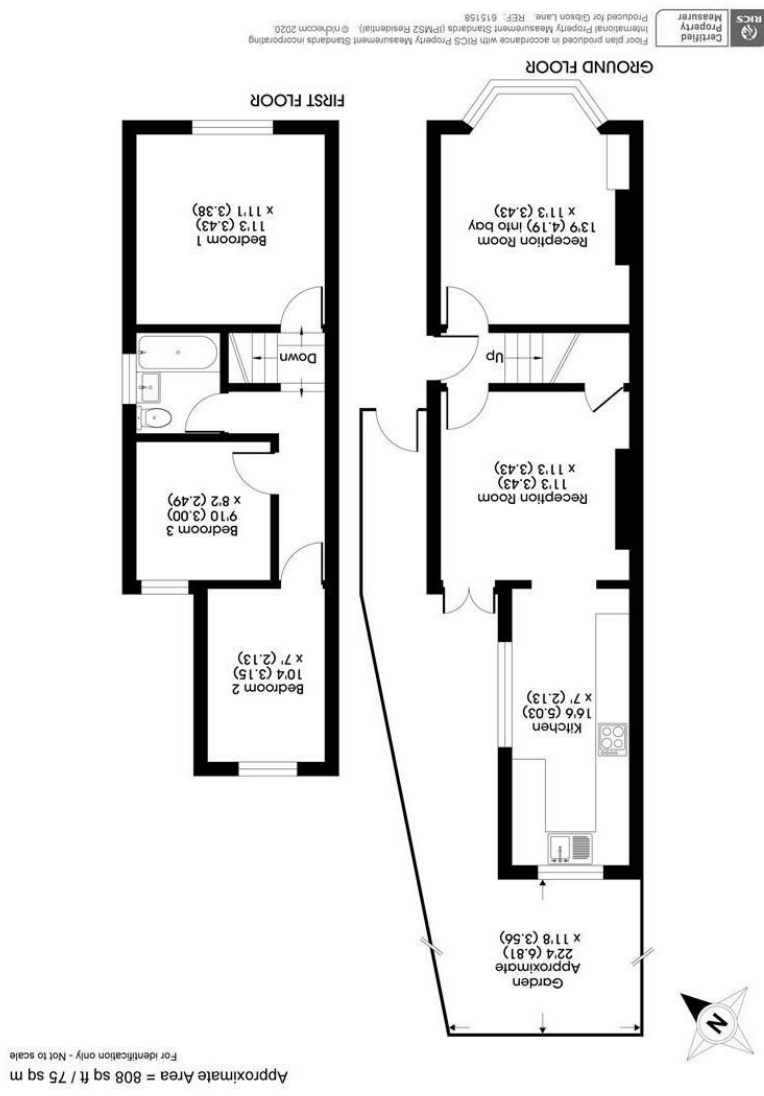 Approximate Area = 808 sq ft / 75 sq m
For identification only - Not to scale
N
Garden
Approximate
22'4 (6.81)
x 11'8 (3.56)
Kitchen
16'6 (5.03)
x 7' (2.13)
Reception Room
11'3 (3.43)
x 11'3 (3.43)
Up
Reception Room
13'9 (4.19) into bay
x 11'3 (3.43)
GROUND FLOOR
Bedroom 2
10'4 (3.15)
x 7' (2.13)
Bedroom 3
9'10 (3.00)
x 8'2 (2.49)
Down
Bedroom 1
11'3 (3.43)
x 11'1 (3.38)
FIRST FLOOR
Certified
Property
Measurer
RICS
Floor plan produced in accordance with RICS Property Measurement Standards incorporating
International Property Measurement Standards (IPMS2 Residential). © nichecom 2020.
Produced for Gibson Lane. REF: 615158